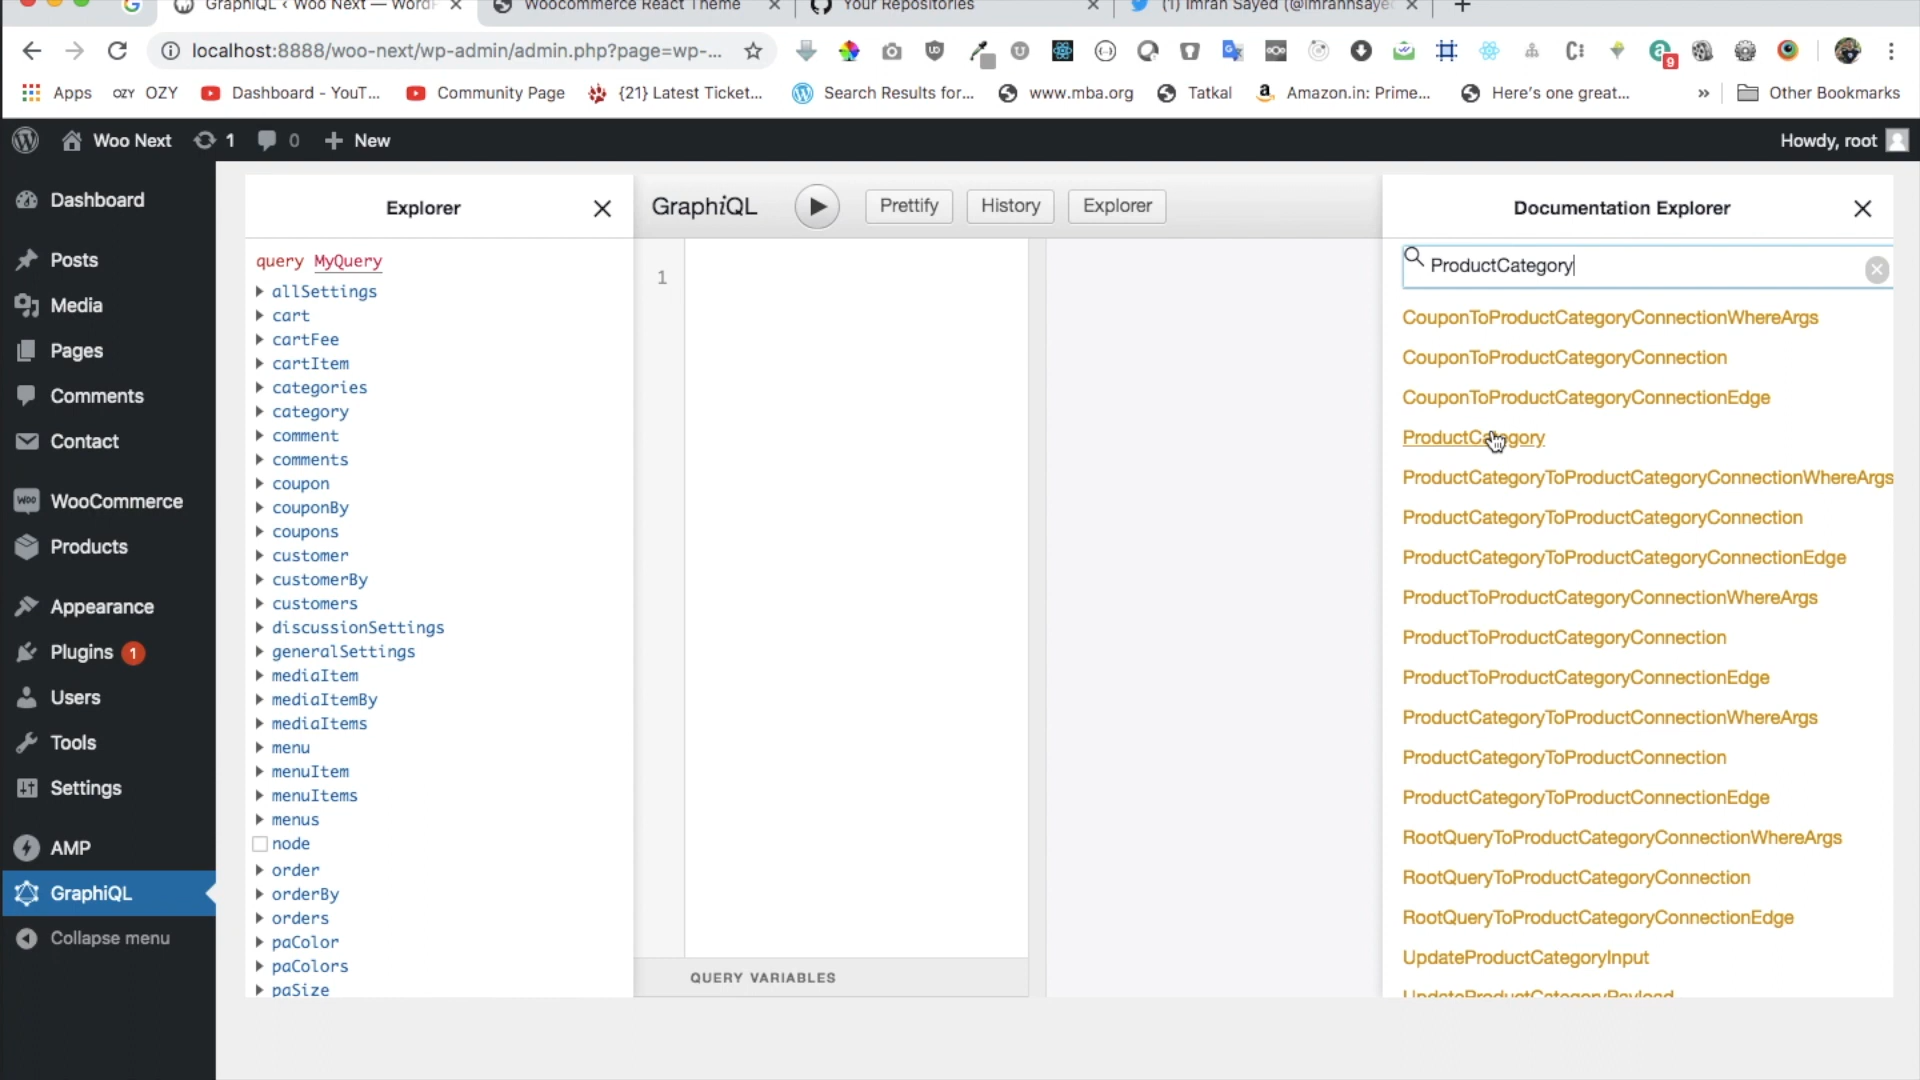 GraphiQL ‹ Woo Next — WordP
Woocommerce React Theme
Your Repositories
(1) Imran Sayed (@imrannsayed
localhost:8888/woo-next/wp-admin/admin.php?page=wp-...
9
Apps
OZY OZY
Dashboard - YouT...
Community Page
{21} Latest Ticket...
Search Results for...
www.mba.org
Tatkal
Amazon.in: Prime...
Here's one great...
»
Other Bookmarks
Woo Next
1
0
New
Howdy, root
Dashboard
Posts
Media
Pages
Comments
Contact
WooCommerce
Products
Appearance
Plugins 1
Users
Tools
Settings
AMP
GraphiQL
Collapse menu
Explorer
query MyQuery
allSettings
cart
cartFee
cartItem
categories
category
comment
comments
coupon
couponBy
coupons
customer
customerBy
customers
discussionSettings
generalSettings
mediaItem
mediaItemBy
mediaItems
menu
menuItem
menuItems
menus
node
order
orderBy
orders
paColor
paColors
paSize
GraphiQL
Prettify
History
Explorer
1
QUERY VARIABLES
Documentation Explorer
ProductCategory
CouponToProductCategoryConnectionWhereArgs
CouponToProductCategoryConnection
CouponToProductCategoryConnectionEdge
ProductCategory
ProductCategoryToProductCategoryConnectionWhereArgs
ProductCategoryToProductCategoryConnection
ProductCategoryToProductCategoryConnectionEdge
ProductToProductCategoryConnectionWhereArgs
ProductToProductCategoryConnection
ProductToProductCategoryConnectionEdge
ProductCategoryToProductConnectionWhereArgs
ProductCategoryToProductConnection
ProductCategoryToProductConnectionEdge
RootQueryToProductCategoryConnectionWhereArgs
RootQueryToProductCategoryConnection
RootQueryToProductCategoryConnectionEdge
UpdateProductCategoryInput
UpdateProductCategoryPayload